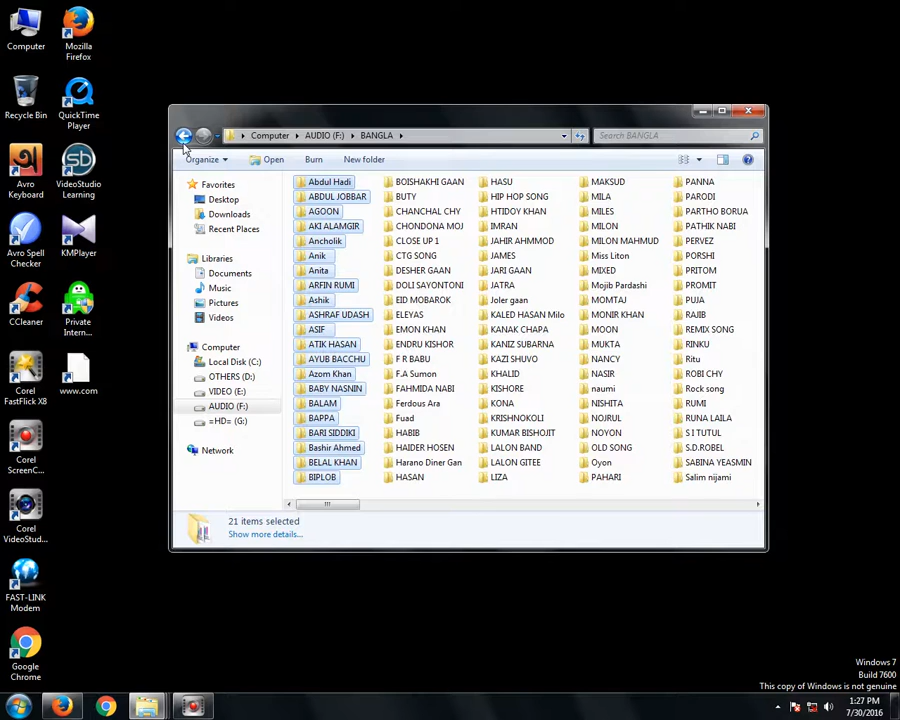 Computer
Mozilla
Firefox
Recycle Bin
QuickTime
Player
Avro
Keyboard
VideoStudio
Reloading
Avro Spell
Checker
KMPlayer
CCleaner
Private
Intern...
Corel
FastFlick X8
www.com
Corel
ScreenC...
Corel
VideoStud...
FAST-LINK
Modem
Google
Chrome
Computer
AUDIO (F:)
BANGLA
Search BANGLA
Organize
Open
Burn
New folder
Favorites
Desktop
Downloads
Recent Places
Libraries
Documents
Music
Pictures
Videos
Computer
Local Disk (C:)
OTHERS (D:)
VIDEO (E:)
AUDIO (F:)
=HD= (G:)
Network
Abdul Hadi
ABDUL JOBBAR
AGOON
AKI ALAMGIR
Ancholik
Anik
Anita
ARFIN RUMI
Ashik
ASHRAF UDASH
ASIF
ATIK HASAN
AYUB BACCHU
Azom Khan
BABY NASNIN
BALAM
BAPPA
BARI SIDDIKI
Bashir Ahmed
BELAL KHAN
BIPLOB
BOISHAKHI GAAN
BUTY
CHANCHAL CHY
CHONDONA MOJ
CLOSE UP 1
CTG SONG
DESHER GAAN
DOLI SAYONTONI
EID MOBAROK
ELEYAS
EMON KHAN
ENDRU KISHOR
F R BABU
F.A Sumon
FAHMIDA NABI
Ferdous Ara
Fuad
HABIB
HAIDER HOSEN
Harano Diner Gan
HASAN
HASU
HIP HOP SONG
HTIDOY KHAN
IMRAN
JAHIR AHMMOD
JAMES
JARI GAAN
JATRA
Joler gaan
KALED HASAN Milo
KANAK CHAPA
KANIZ SUBARNA
KAZI SHUVO
KHALID
KISHORE
KONA
KRISHNOKOLI
KUMAR BISHOJIT
LALON BAND
LALON GITEE
LIZA
MAKSUD
MILA
MILES
MILON
MILON MAHMUD
Miss Liton
MIXED
Mojib Pardashi
MOMTAJ
MONIR KHAN
MOON
MUKTA
NANCY
NASIR
naumi
NISHITA
NOJRUL
NOYON
OLD SONG
Oyon
PAHARI
PANNA
PARODI
PARTHO BORUA
PATHIK NABI
PERVEZ
PORSHI
PRITOM
PROMIT
PUJA
RAJIB
REMIX SONG
RINKU
Ritu
ROBI CHY
Rock song
RUMI
RUNA LAILA
S I TUTUL
S.D.ROBEL
SABINA YEASMIN
Salim nijami
21 items selected
Show more details...
Windows 7
Build 7600
This copy of Windows is not genuine
1:27 PM
7/30/2016